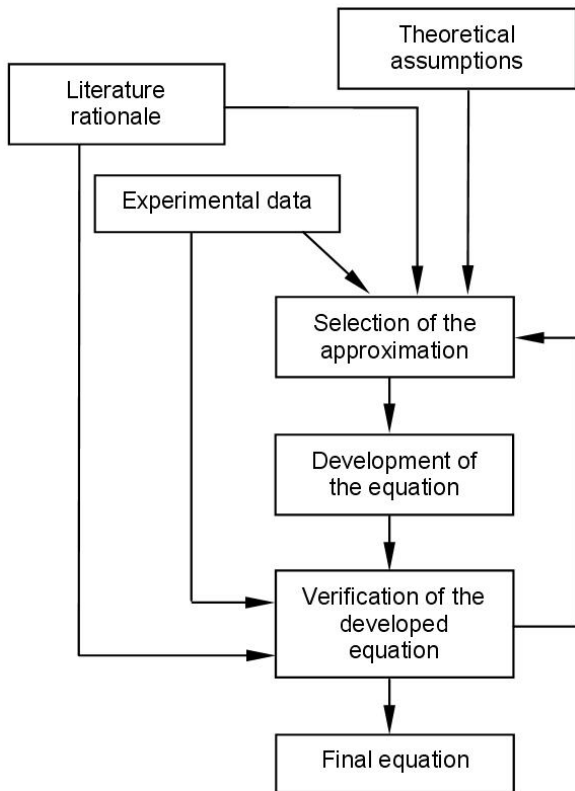 Theoretical
assumptions
Literature
rationale
Experimental data
Selection of the
approximation
Development of
the equation
Verification of the
developed
equation
Final equation